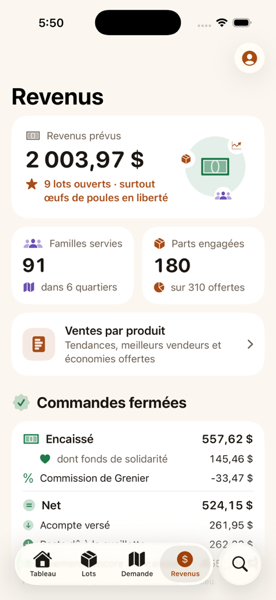 5:50
Revenus
Revenus prévus
2 003,97 $
9 lots ouverts · surtout
œufs de poules en liberté
Familles servies
91
dans 6 quartiers
Parts engagées
180
sur 310 offertes
Ventes par produit
Tendances, meilleurs vendeurs et
économies offertes
Commandes fermées
Encaissé 557,62 $
dont fonds de solidarité 145,46 $
Commission de Grenier -33,47 $
Net 524,15 $
Acompte versé 261,95 $
Tableau
Lots
Demande
Revenus